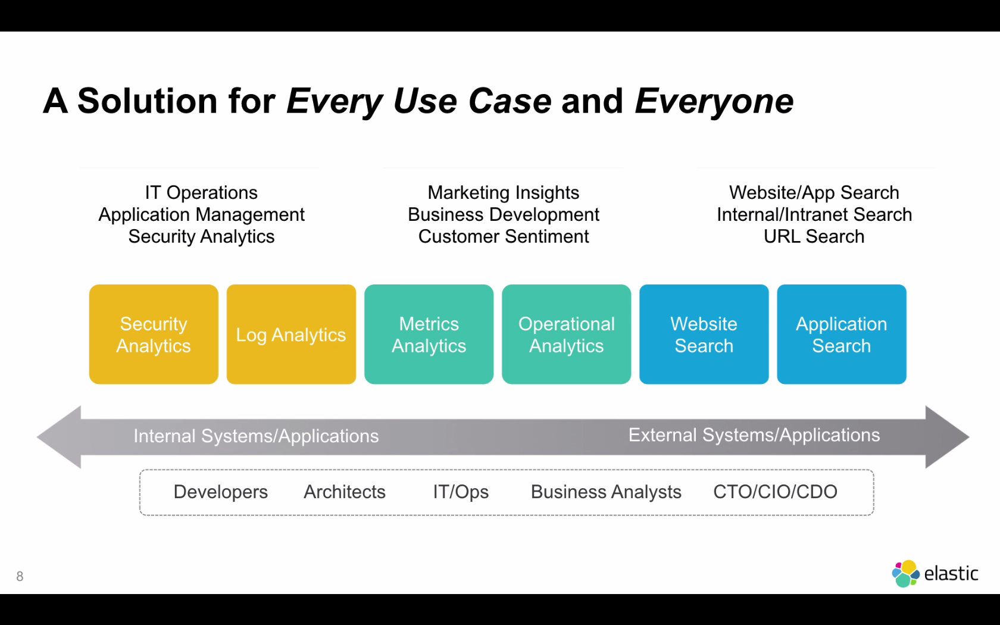 A Solution for Every Use Case and Everyone
IT Operations
Application Management
Security Analytics
Marketing Insights
Business Development
Customer Sentiment
Website/App Search
Internal/Intranet Search
URL Search
Security
Analytics
Log Analytics
Metrics
Analytics
Operational
Analytics
Website
Search
Application
Search
Internal Systems/Applications
External Systems/Applications
Developers
Architects
IT/Ops
Business Analysts
CTO/CIO/CDO
8
elastic